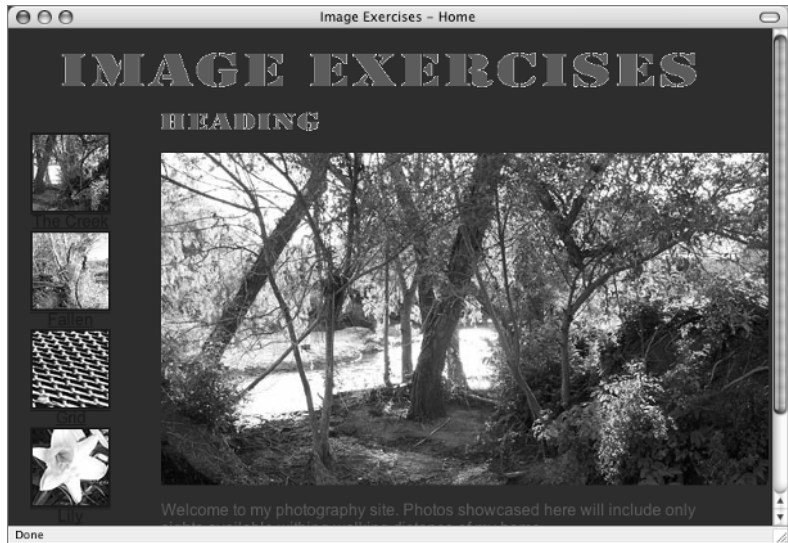 Image Exercises – Home
IMAGE EXERCISES
HEADING
The Creek
Fallen
Grid
Lily
Welcome to my photography site. Photos showcased here will include only
Done